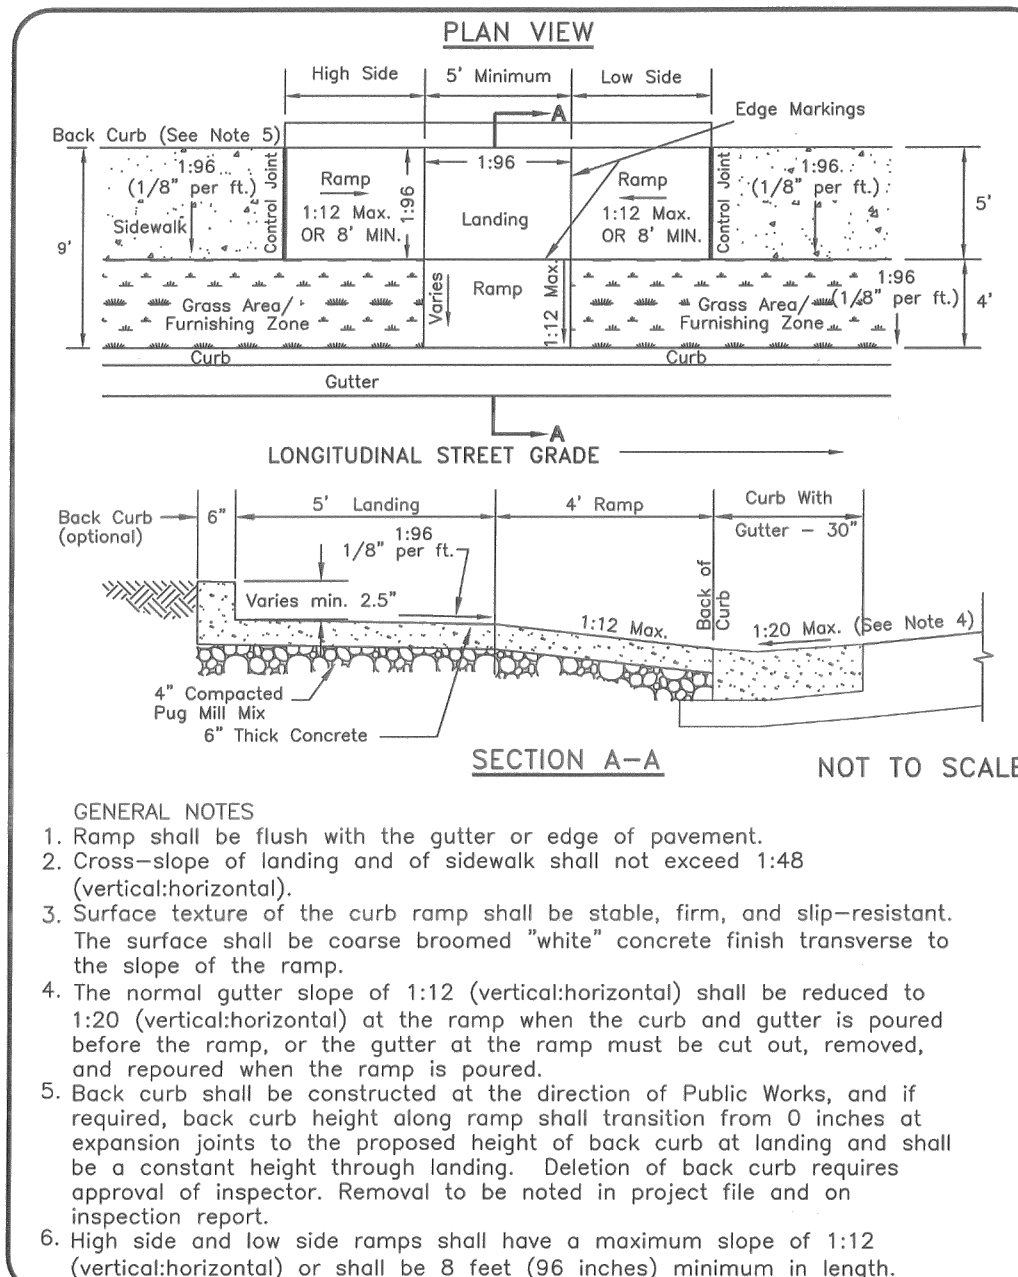 PLAN VIEW
High Side
5' Minimum
Low Side
A
Edge Markings
Back Curb (See Note 5)
1:96
(1/8" per ft.)
Sidewalk
Control Joint
Ramp
1:12 Max.
OR 8' MIN.
1:96
1:96
Landing
Ramp
1:12 Max.
OR 8' MIN.
Control Joint
1:96
(1/8" per ft.)
5'
9'
Grass Area/
Furnishing Zone
Varies
Ramp
1:12 Max.
Grass Area/
Furnishing Zone
1:96
(1/8" per ft.)
4'
Curb
Curb
Gutter
A
LONGITUDINAL STREET GRADE
Back Curb
(optional)
6"
5' Landing
4' Ramp
Curb With
Gutter - 30"
1:96
1/8" per ft.
Varies min. 2.5"
1:12 Max.
Back of
Curb
1:20 Max. (See Note 4)
4" Compacted
Pug Mill Mix
6" Thick Concrete
SECTION A-A
NOT TO SCALE
GENERAL NOTES
1. Ramp shall be flush with the gutter or edge of pavement.
2. Cross-slope of landing and of sidewalk shall not exceed 1:48
(vertical:horizontal).
3. Surface texture of the curb ramp shall be stable, firm, and slip-resistant.
The surface shall be coarse broomed "white" concrete finish transverse to
the slope of the ramp.
4. The normal gutter slope of 1:12 (vertical:horizontal) shall be reduced to
1:20 (vertical:horizontal) at the ramp when the curb and gutter is poured
before the ramp, or the gutter at the ramp must be cut out, removed,
and repoured when the ramp is poured.
5. Back curb shall be constructed at the direction of Public Works, and if
required, back curb height along ramp shall transition from 0 inches at
expansion joints to the proposed height of back curb at landing and shall
be a constant height through landing. Deletion of back curb requires
approval of inspector. Removal to be noted in project file and on
inspection report.
6. High side and low side ramps shall have a maximum slope of 1:12
(vertical:horizontal) or shall be 8 feet (96 inches) minimum in length.